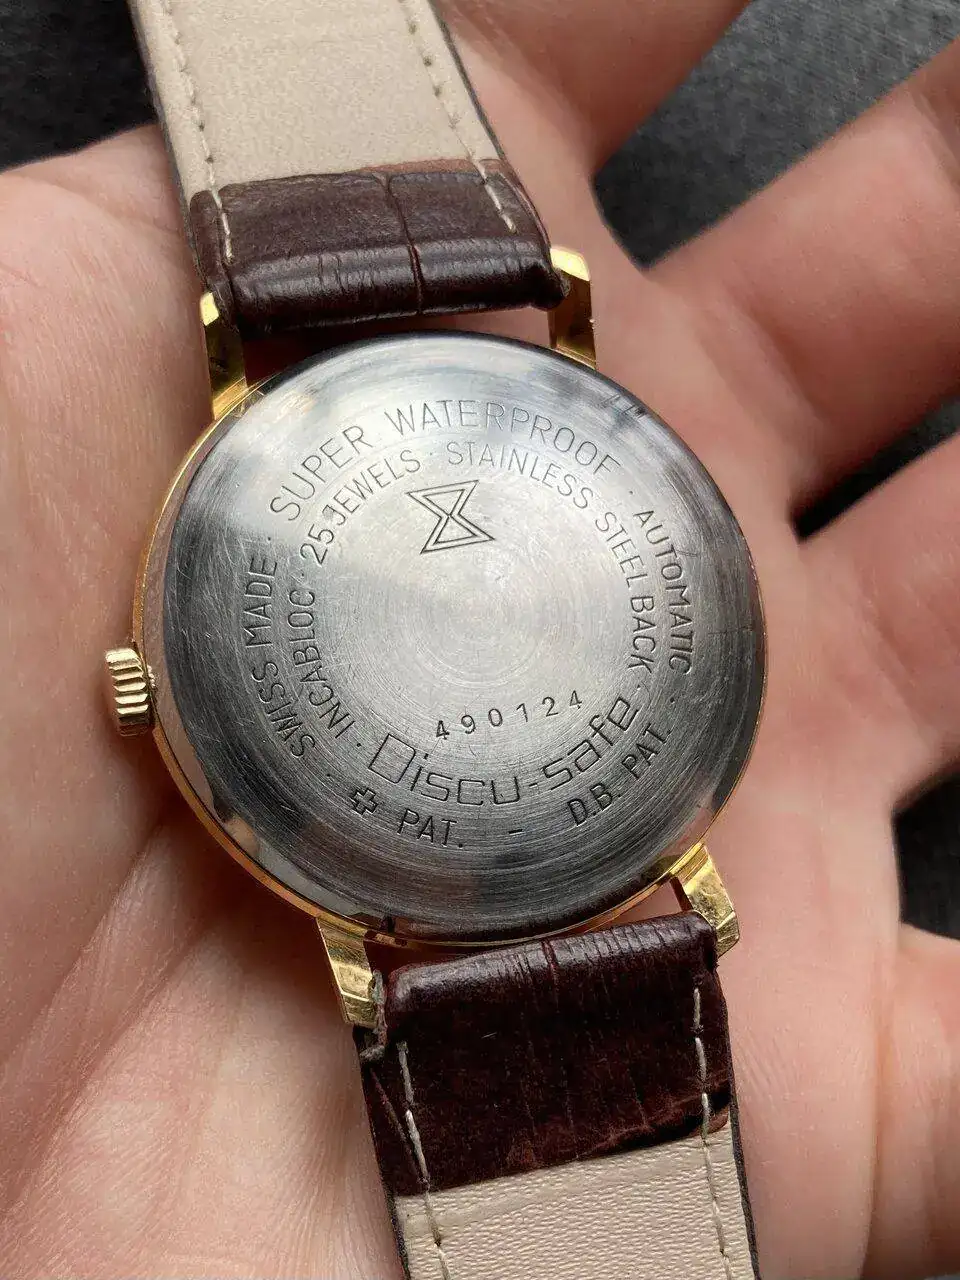 SWISS MADE · SUPER WATERPROOF · AUTOMATIC ·
INCABLOC · 25 JEWELS · STAINLESS STEEL BACK ·
490124
Discu-safe
✚ PAT. - D.B. PAT.